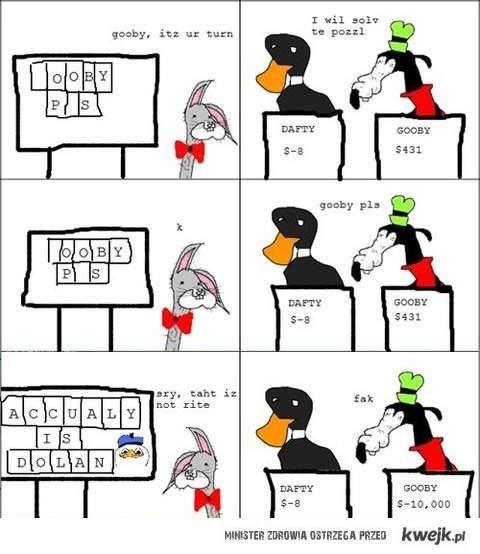 gooby, itz ur turn
OOBY
P S
I wil solv
te pozzl
DAFTY
$-8
GOOBY
$431
k
OOBY
P S
gooby pls
DAFTY
$-8
GOOBY
$431
sry, taht iz
not rite
ACCUALY
IS
DOLAN
fak
DAFTY
$-8
GOOBY
$-10,000
MINISTER ZDROWIA OSTRZEGA PRZED kwejk.pl